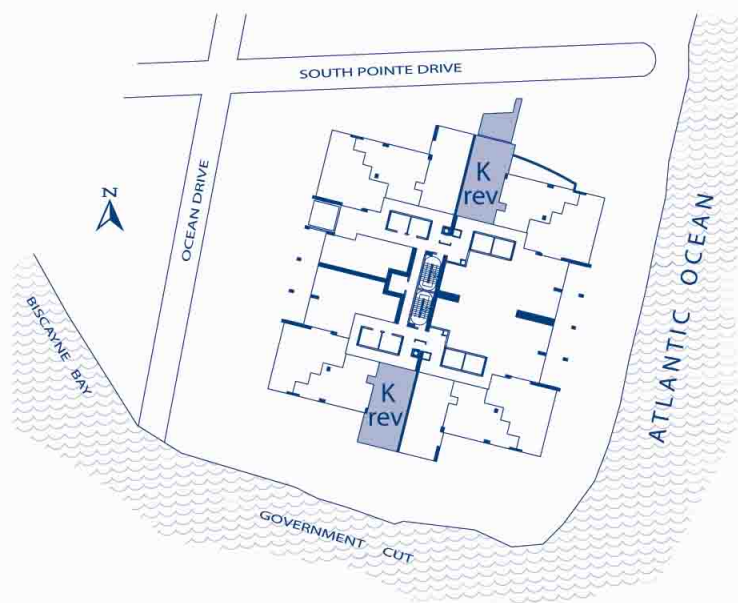 SOUTH POINTE DRIVE
OCEAN DRIVE
N
K
rev
ATLANTIC OCEAN
BISCAYNE BAY
K
rev
GOVERNMENT CUT